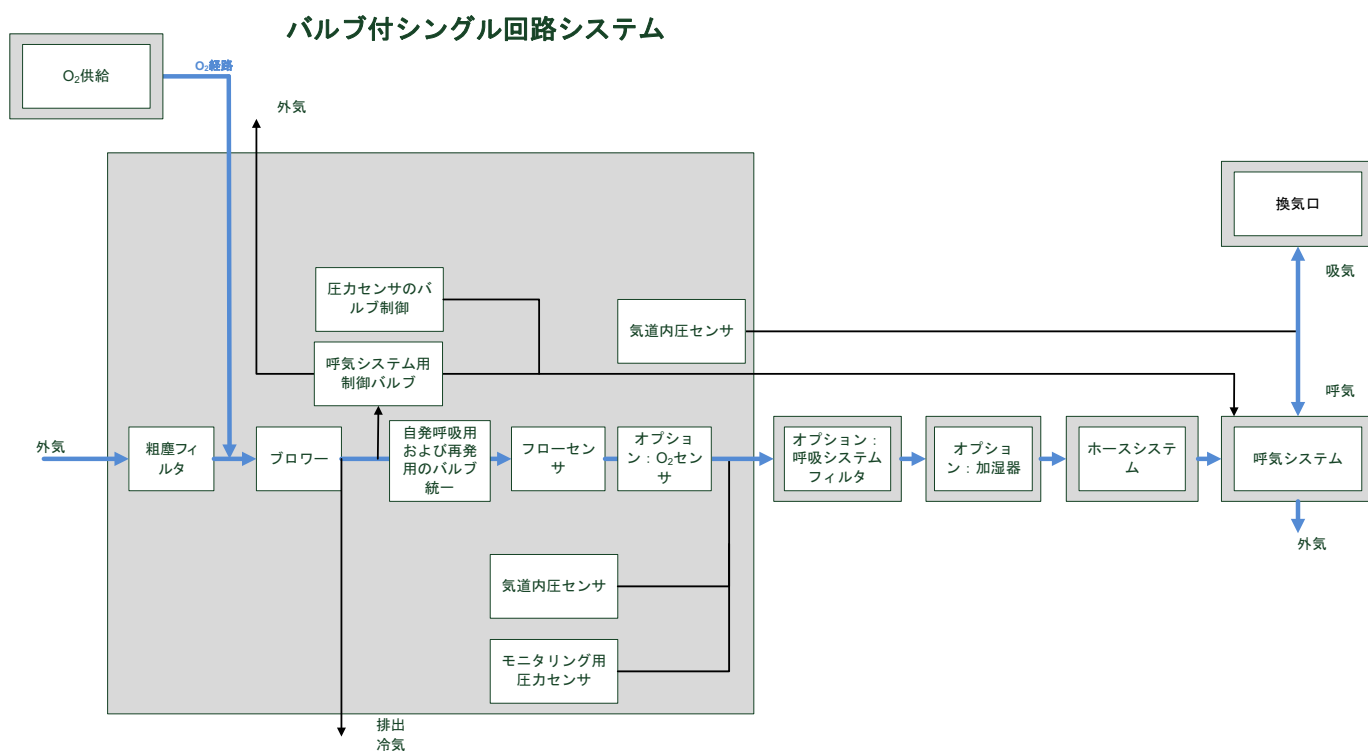 バルブ付シングル回路システム
O₂供給
O₂経路
外気
換気口
吸気
圧力センサのバ
ルブ制御
気道内圧センサ
呼気システム用
制御バルブ
呼気
外気
粗塵フィ
ルタ
ブロワー
自発呼吸用
および再発
用のバルブ
統一
フローセン
サ
オプショ
ン：O₂セン
サ
オプション：
呼吸システム
フィルタ
オプショ
ン：加湿器
ホースシス
テム
呼気システム
外気
気道内圧センサ
モニタリング用
圧力センサ
排出
冷気